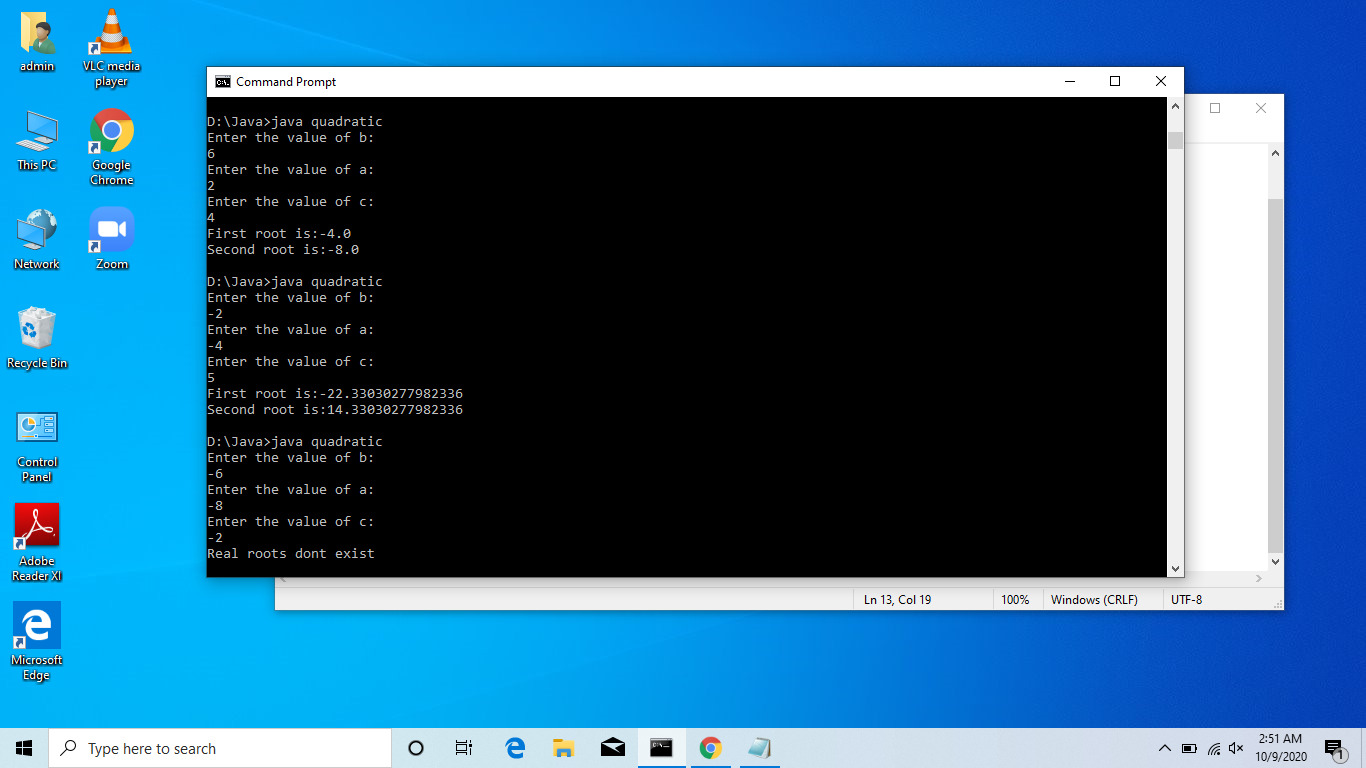 admin
VLC media
player
This PC
Google
Chrome
Network
Zoom
Recycle Bin
Control
Panel
Adobe
Reader XI
Microsoft
Edge
Command Prompt
D:\Java>java quadratic
Enter the value of b:
6
Enter the value of a:
2
Enter the value of c:
4
First root is:-4.0
Second root is:-8.0
D:\Java>java quadratic
Enter the value of b:
-2
Enter the value of a:
-4
Enter the value of c:
5
First root is:-22.33030277982336
Second root is:14.33030277982336
D:\Java>java quadratic
Enter the value of b:
-6
Enter the value of a:
-8
Enter the value of c:
-2
Real roots dont exist
Ln 13, Col 19 100% Windows (CRLF) UTF-8
Type here to search
2:51 AM
10/9/2020
1